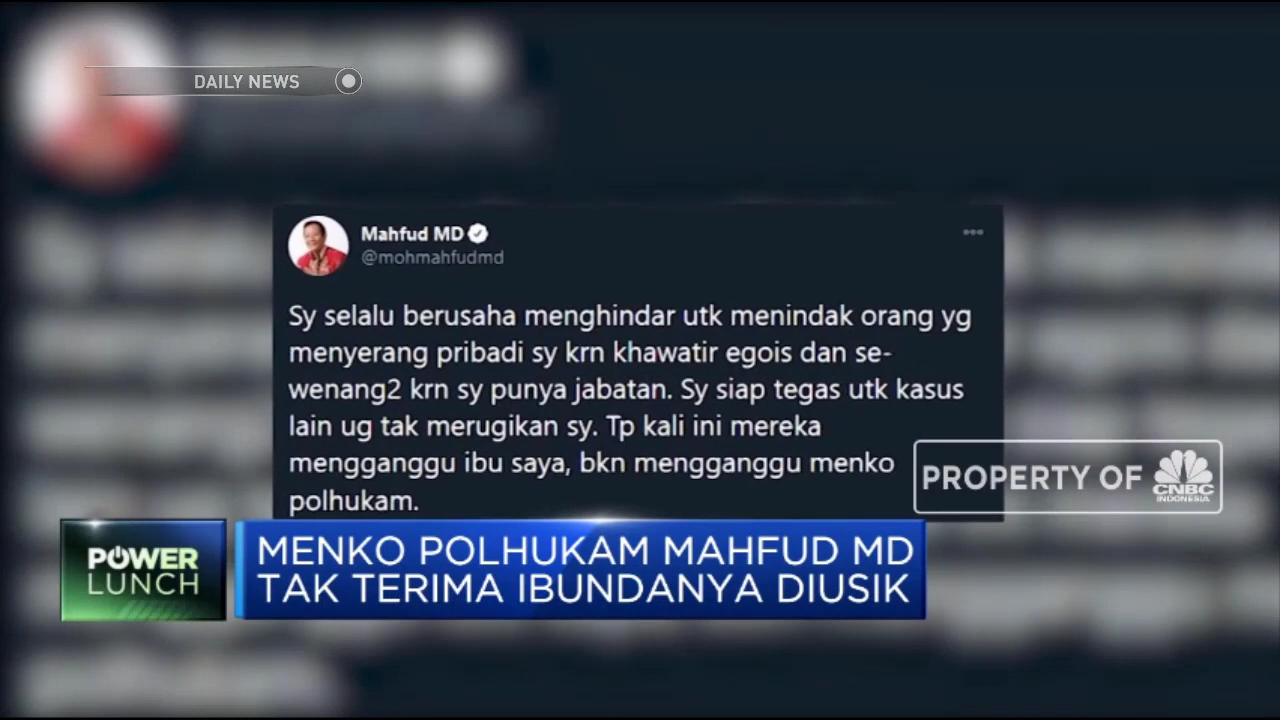 DAILY NEWS
Mahfud MD
@mohmahfudmd
Sy selalu berusaha menghindar utk menindak orang yg
menyerang pribadi sy krn khawatir egois dan se-
wenang2 krn sy punya jabatan. Sy siap tegas utk kasus
lain ug tak merugikan sy. Tp kali ini mereka
mengganggu ibu saya, bkn mengganggu menko
polhukam.
PROPERTY OF CNBC INDONESIA
POWER
LUNCH
MENKO POLHUKAM MAHFUD MD
TAK TERIMA IBUNDANYA DIUSIK